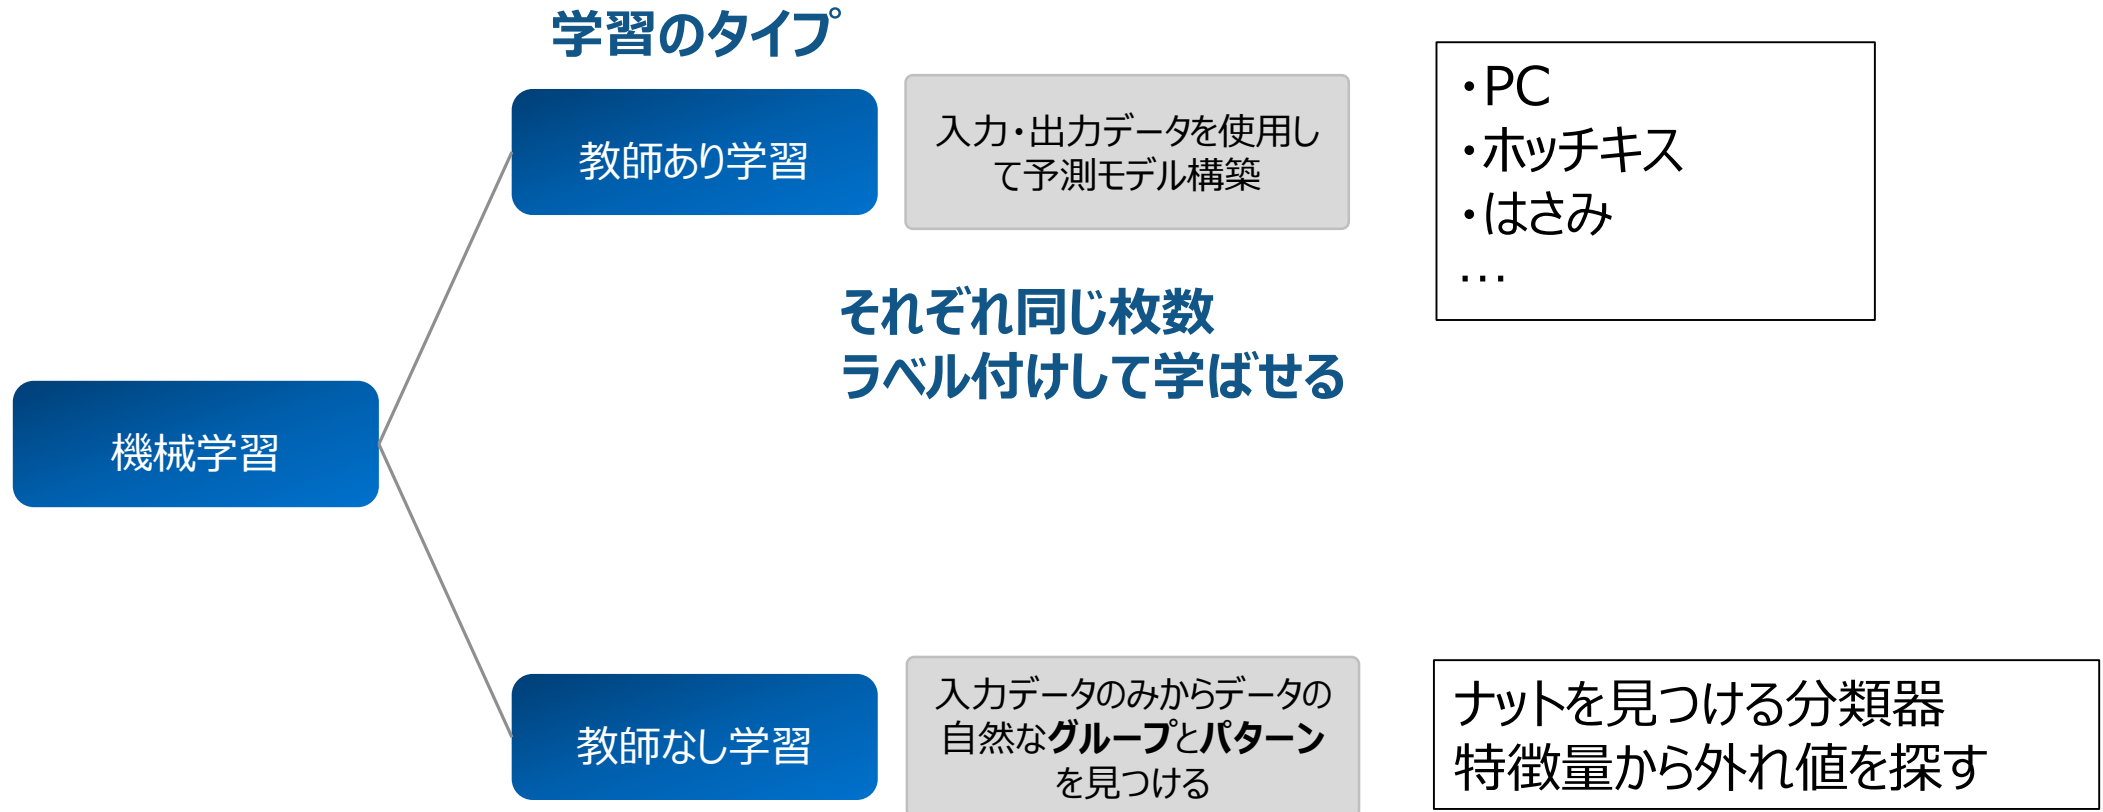 学習のタイプ
教師あり学習
入力・出力データを使用し
て予測モデル構築
・PC
・ホッチキス
・はさみ
…
それぞれ同じ枚数
ラベル付けして学ばせる
機械学習
教師なし学習
入力データのみからデータの
自然なグループとパターン
を見つける
ナットを見つける分類器
特徴量から外れ値を探す